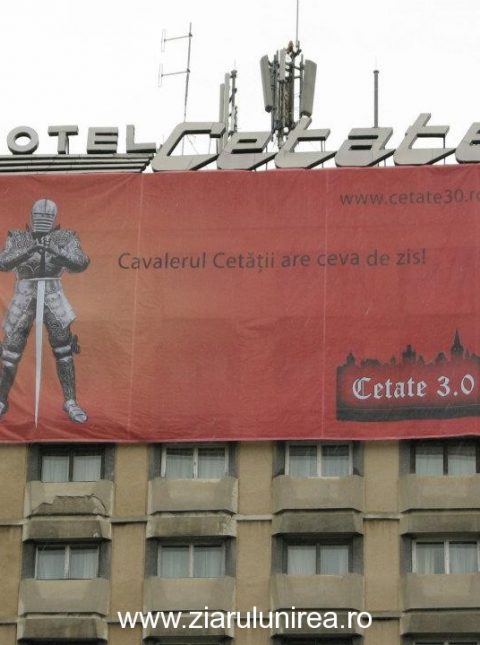 OTEL Cetate
www.cetate30.ro
Cavalerul Cetății are ceva de zis!
Cetate 3.0
www.ziarulunirea.ro